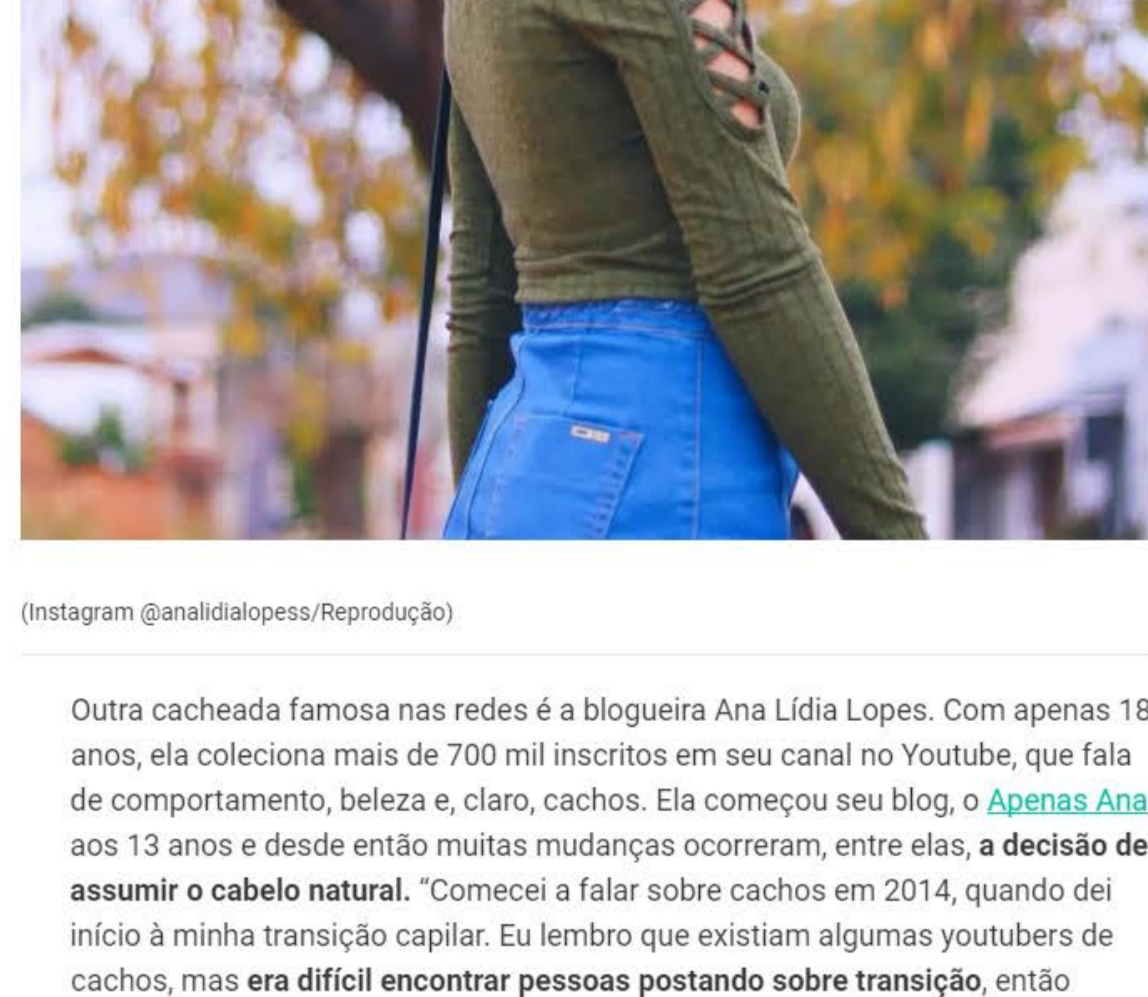 (Instagram @analidialopess/Reprodução)
Outra cacheada famosa nas redes é a blogueira Ana Lídia Lopes. Com apenas 18
anos, ela coleciona mais de 700 mil inscritos em seu canal no Youtube, que fala
de comportamento, beleza e, claro, cachos. Ela começou seu blog, o Apenas Ana
aos 13 anos e desde então muitas mudanças ocorreram, entre elas, a decisão de
assumir o cabelo natural. “Comecei a falar sobre cachos em 2014, quando dei
início à minha transição capilar. Eu lembro que existiam algumas youtubers de
cachos, mas era difícil encontrar pessoas postando sobre transição, então